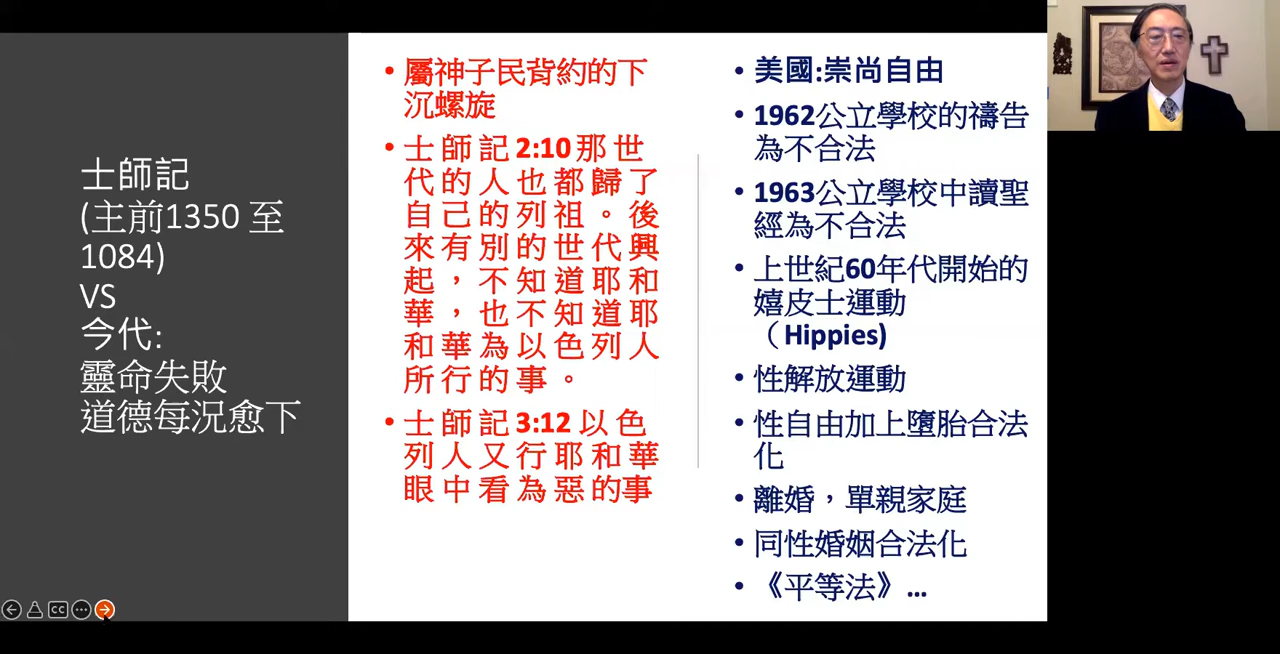 士師記
(主前1350 至
1084)
VS
今代:
靈命失敗
道德每況愈下
• 屬神子民背約的下
沉螺旋
• 士師記 2:10 那世
代的人也都歸了
自己的列祖。後
來有別的世代興
起，不知道耶和
華，也不知道耶
和華為以色列人
所行的事。
• 士師記 3:12 以色
列人又行耶和華
眼中看為惡的事
• 美國:崇尚自由
• 1962公立學校的禱告
為不合法
• 1963公立學校中讀聖
經為不合法
• 上世紀60年代開始的
嬉皮士運動
（Hippies)
• 性解放運動
• 性自由加上墮胎合法
化
• 離婚，單親家庭
• 同性婚姻合法化
• 《平等法》...
CC